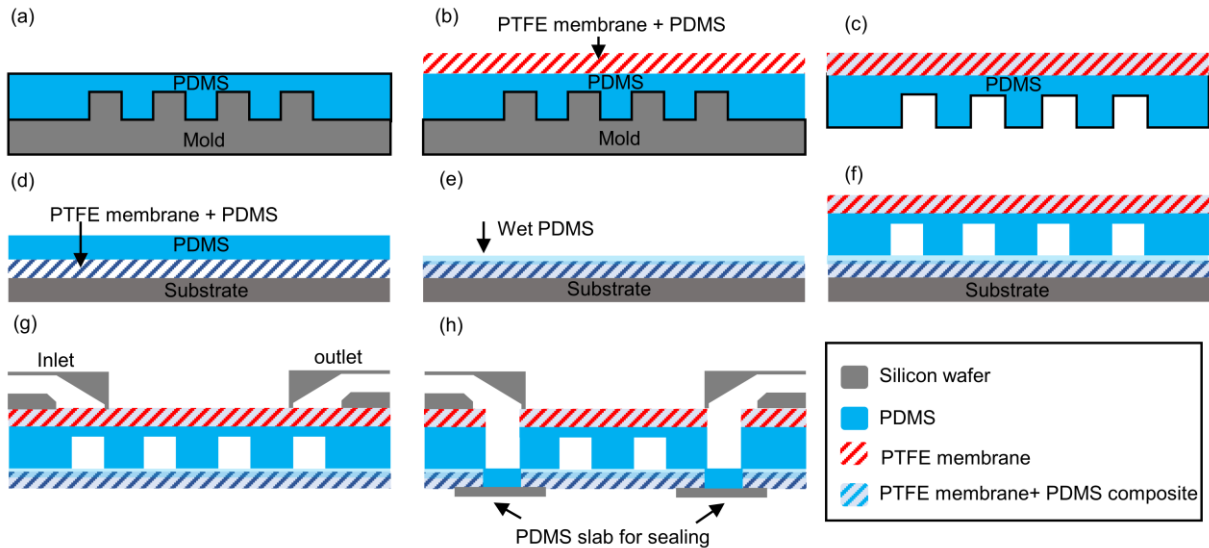 (a)
PDMS
Mold
(b)
PTFE membrane + PDMS
PDMS
Mold
(c)
PDMS
(d)
PTFE membrane + PDMS
PDMS
Substrate
(e)
Wet PDMS
Substrate
(f)
Substrate
(g)
Inlet
outlet
(h)
PDMS slab for sealing
Silicon wafer
PDMS
PTFE membrane
PTFE membrane+ PDMS composite